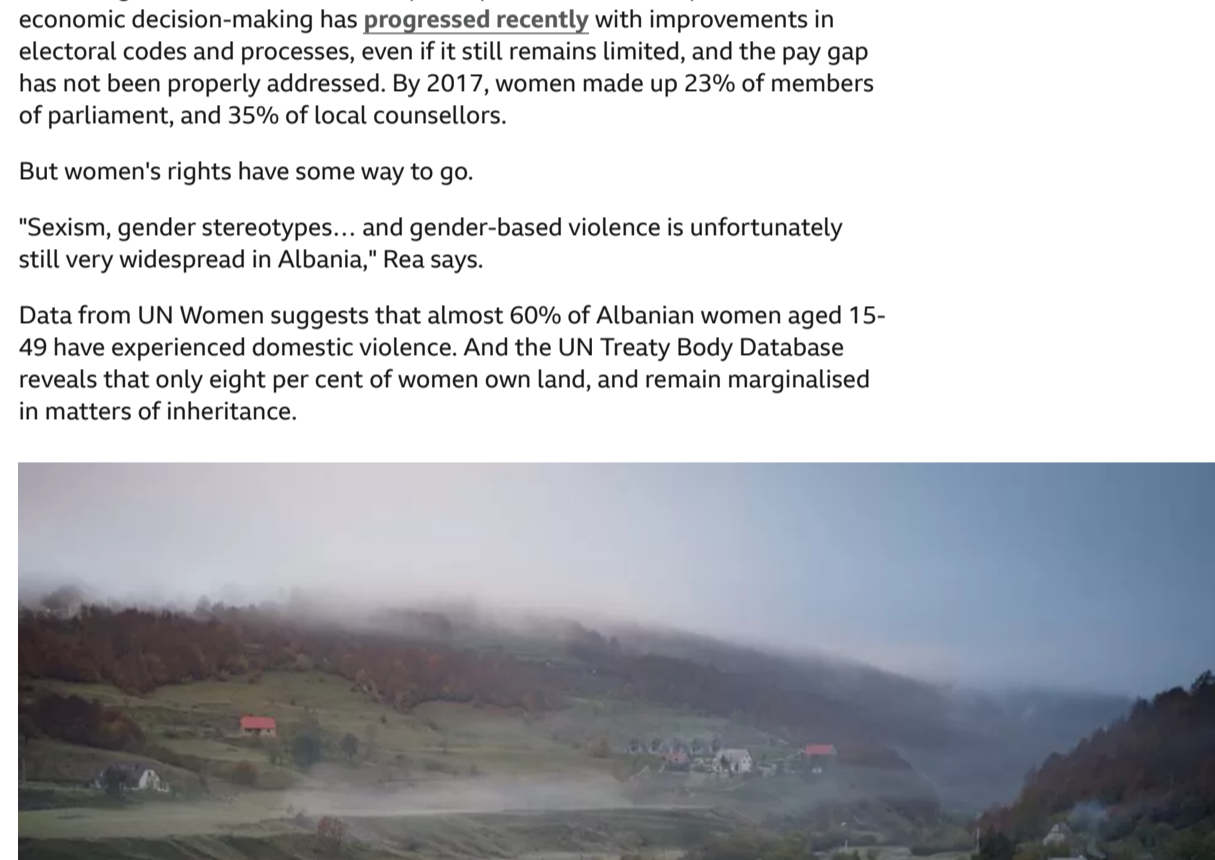 economic decision-making has progressed recently with improvements in
electoral codes and processes, even if it still remains limited, and the pay gap
has not been properly addressed. By 2017, women made up 23% of members
of parliament, and 35% of local counsellors.
But women's rights have some way to go.
"Sexism, gender stereotypes… and gender-based violence is unfortunately
still very widespread in Albania," Rea says.
Data from UN Women suggests that almost 60% of Albanian women aged 15-
49 have experienced domestic violence. And the UN Treaty Body Database
reveals that only eight per cent of women own land, and remain marginalised
in matters of inheritance.